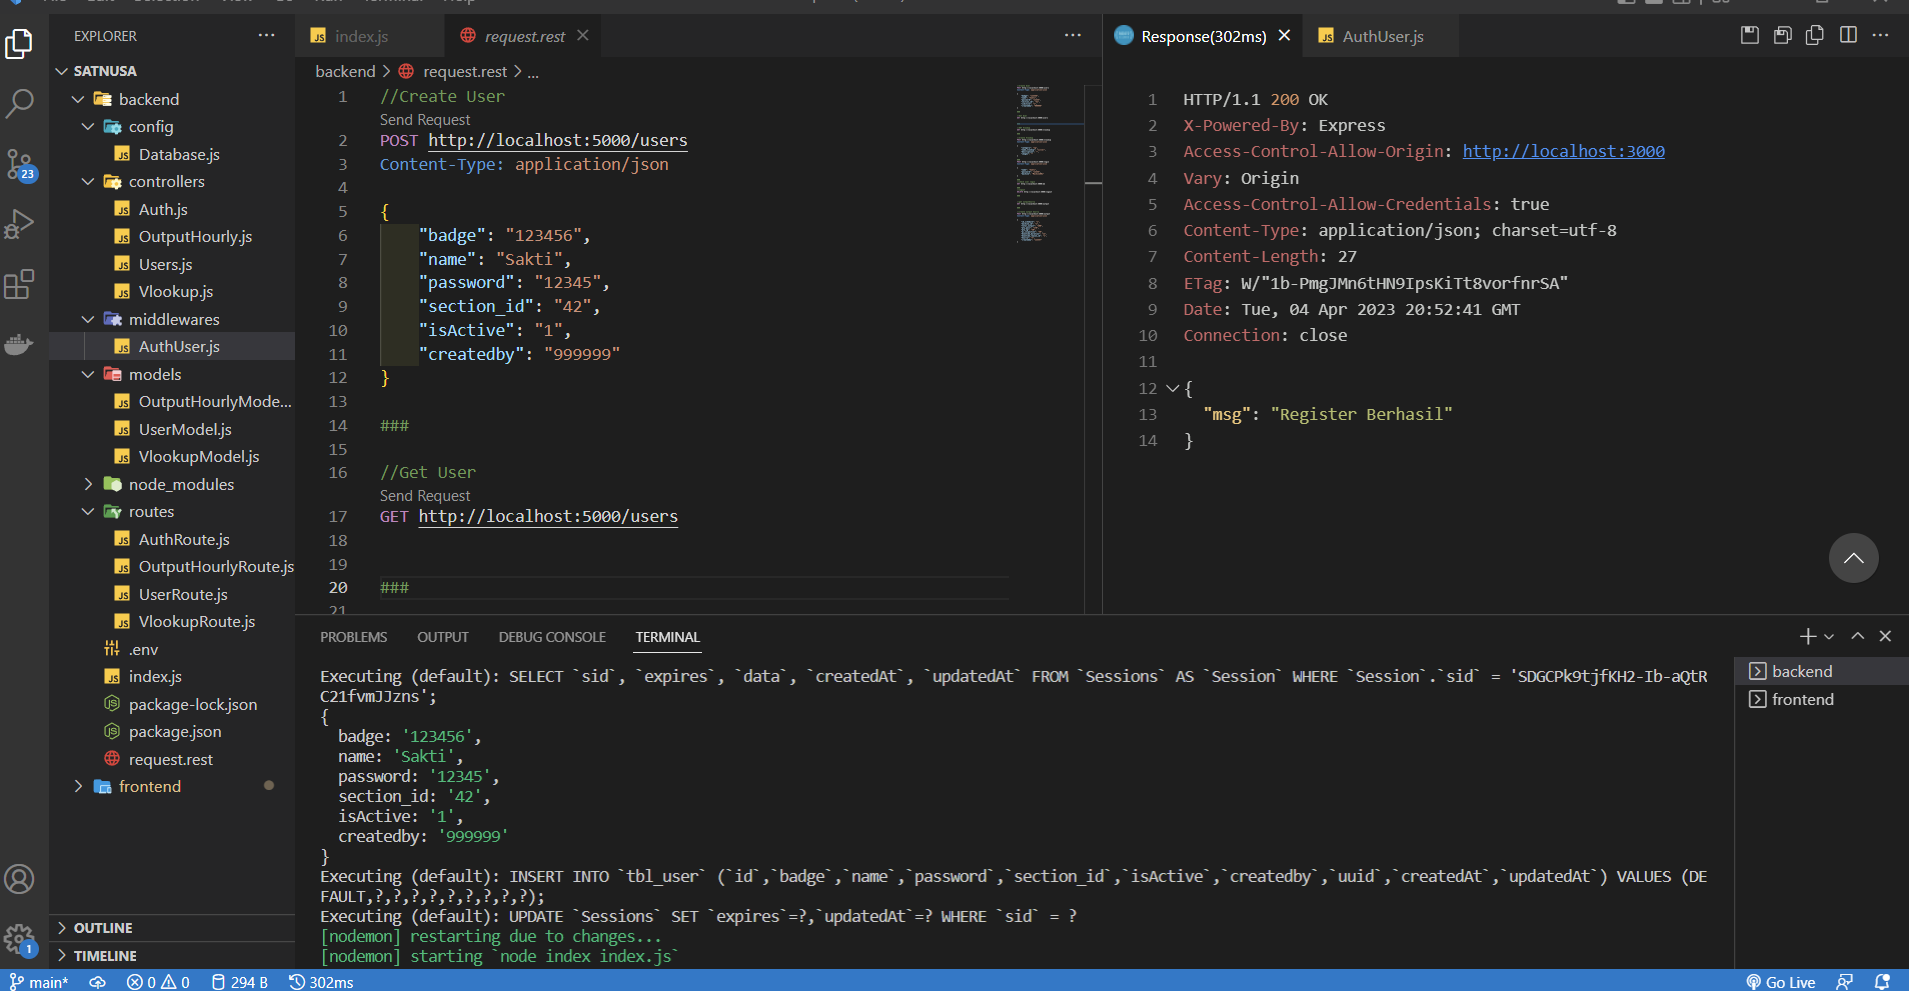 EXPLORER
SATNUSA
backend
config
Database.js
controllers
Auth.js
OutputHourly.js
Users.js
Vlookup.js
middlewares
AuthUser.js
models
OutputHourlyMode...
UserModel.js
VlookupModel.js
node_modules
routes
AuthRoute.js
OutputHourlyRoute.js
UserRoute.js
VlookupRoute.js
.env
index.js
package-lock.json
package.json
request.rest
frontend
OUTLINE
TIMELINE
23
1
index.js
request.rest
backend > request.rest > ...
1 //Create User
Send Request
2 POST http://localhost:5000/users
3 Content-Type: application/json
4
5 {
6 "badge": "123456",
7 "name": "Sakti",
8 "password": "12345",
9 "section_id": "42",
10 "isActive": "1",
11 "createdby": "999999"
12 }
13
14 ###
15
16 //Get User
Send Request
17 GET http://localhost:5000/users
18
19
20 ###
21
Response(302ms)
AuthUser.js
1 HTTP/1.1 200 OK
2 X-Powered-By: Express
3 Access-Control-Allow-Origin: http://localhost:3000
4 Vary: Origin
5 Access-Control-Allow-Credentials: true
6 Content-Type: application/json; charset=utf-8
7 Content-Length: 27
8 ETag: W/"1b-PmgJMn6tHN9IpsKiTt8vorfnrSA"
9 Date: Tue, 04 Apr 2023 20:52:41 GMT
10 Connection: close
11
12 {
13 "msg": "Register Berhasil"
14 }
PROBLEMS OUTPUT DEBUG CONSOLE TERMINAL
Executing (default): SELECT `sid`, `expires`, `data`, `createdAt`, `updatedAt` FROM `Sessions` AS `Session` WHERE `Session`.`sid` = 'SDGCPk9tjfKH2-Ib-aQtR
C21fvmJJzns';
{
badge: '123456',
name: 'Sakti',
password: '12345',
section_id: '42',
isActive: '1',
createdby: '999999'
}
Executing (default): INSERT INTO `tbl_user` (`id`,`badge`,`name`,`password`,`section_id`,`isActive`,`createdby`,`uuid`,`createdAt`,`updatedAt`) VALUES (DE
FAULT,?,?,?,?,?,?,?,?,?);
Executing (default): UPDATE `Sessions` SET `expires`=?,`updatedAt`=? WHERE `sid` = ?
[nodemon] restarting due to changes...
[nodemon] starting `node index index.js`
backend
frontend
main* 0 0 294 B 302ms
Go Live